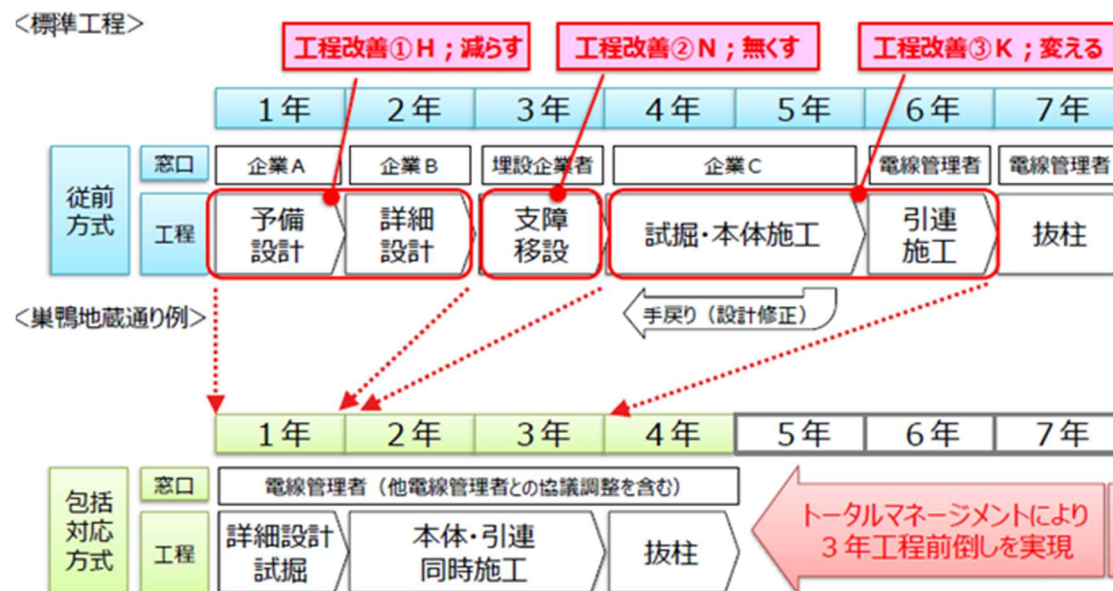 ＜標準工程＞
工程改善①H；減らす
工程改善②N；無くす
工程改善③K；変える
1年 2年 3年 4年 5年 6年 7年
従前
方式
窓口
企業A 企業B 埋設企業者 企業C 電線管理者 電線管理者
工程
予備
設計
詳細
設計
支障
移設
試掘・本体施工
引連
施工
抜柱
手戻り（設計修正）
＜巣鴨地蔵通り例＞
1年 2年 3年 4年 5年 6年 7年
包括
対応
方式
窓口
電線管理者（他電線管理者との協議調整を含む）
工程
詳細設計
試掘
本体・引連
同時施工
抜柱
トータルマネージメントにより
3年工程前倒しを実現